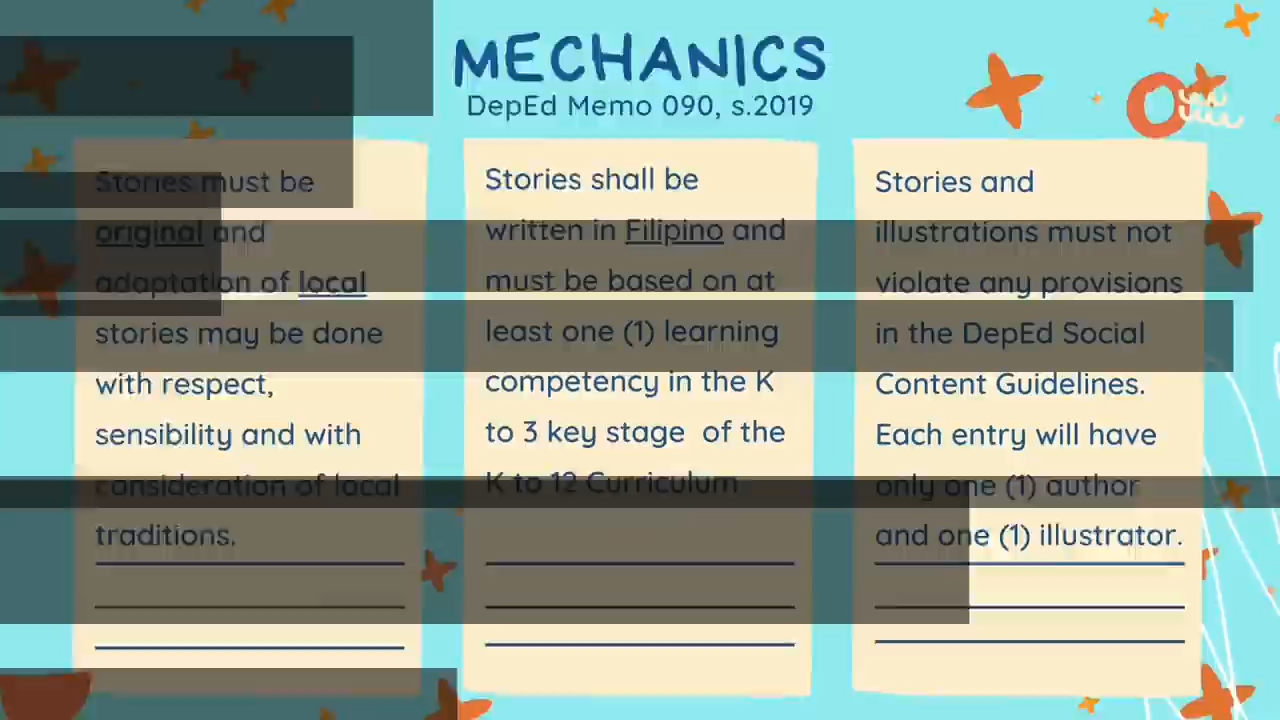 MECHANICS
DepEd Memo 090, s.2019
Stories must be
original and
adaptation of local
stories may be done
with respect,
sensibility and with
consideration of local
traditions.
Stories shall be
written in Filipino and
must be based on at
least one (1) learning
competency in the K
to 3 key stage of the
K to 12 Curriculum
Stories and
illustrations must not
violate any provisions
in the DepEd Social
Content Guidelines.
Each entry will have
only one (1) author
and one (1) illustrator.